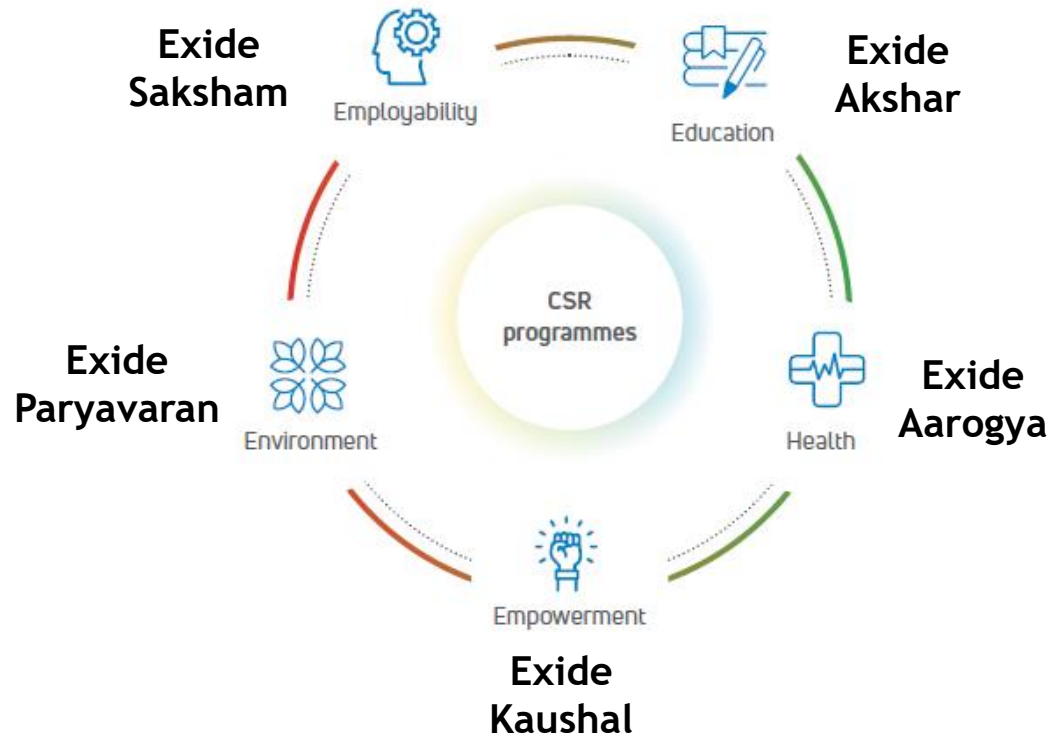 Exide
Saksham
Employability
Education
Exide
Akshar
CSR
programmes
Exide
Paryavaran
Environment
Health
Exide
Aarogya
Empowerment
Exide
Kaushal